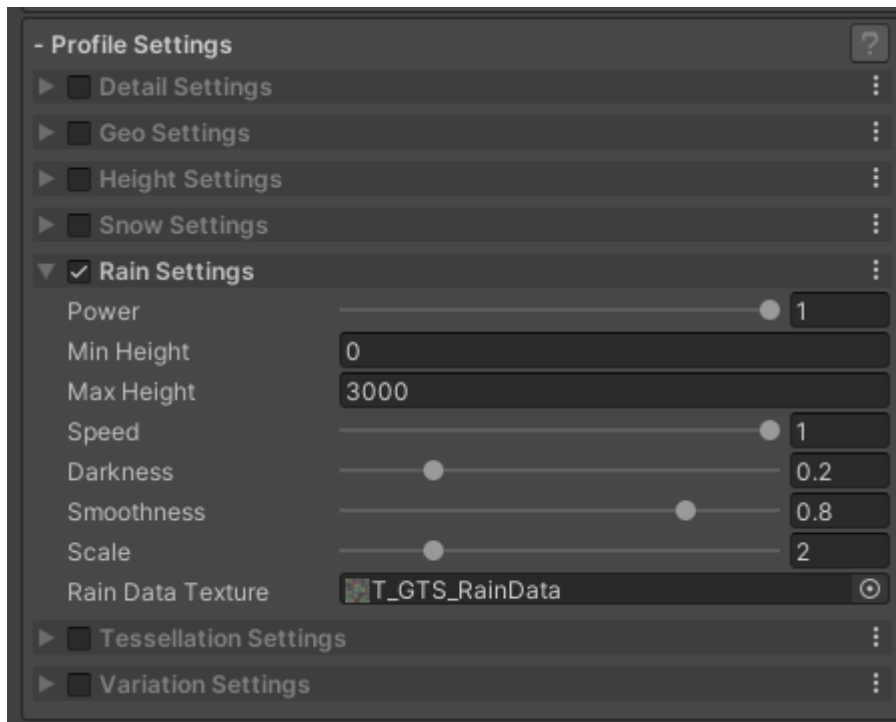 - Profile Settings ?
Detail Settings
Geo Settings
Height Settings
Snow Settings
Rain Settings
Power 1
Min Height 0
Max Height 3000
Speed 1
Darkness 0.2
Smoothness 0.8
Scale 2
Rain Data Texture T_GTS_RainData
Tessellation Settings
Variation Settings